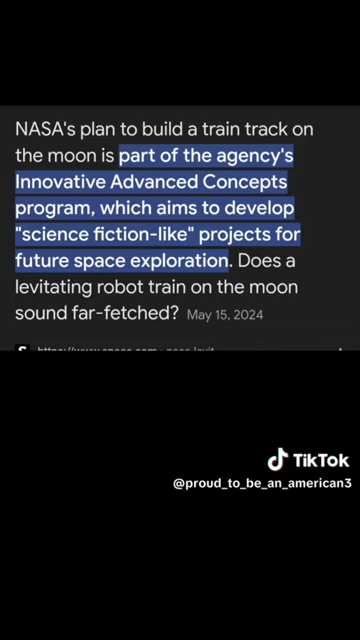 NASA's plan to build a train track on
the moon is part of the agency's
Innovative Advanced Concepts
program, which aims to develop
"science fiction-like" projects for
future space exploration. Does a
levitating robot train on the moon
sound far-fetched? May 15, 2024
TikTok
@proud_to_be_an_american3